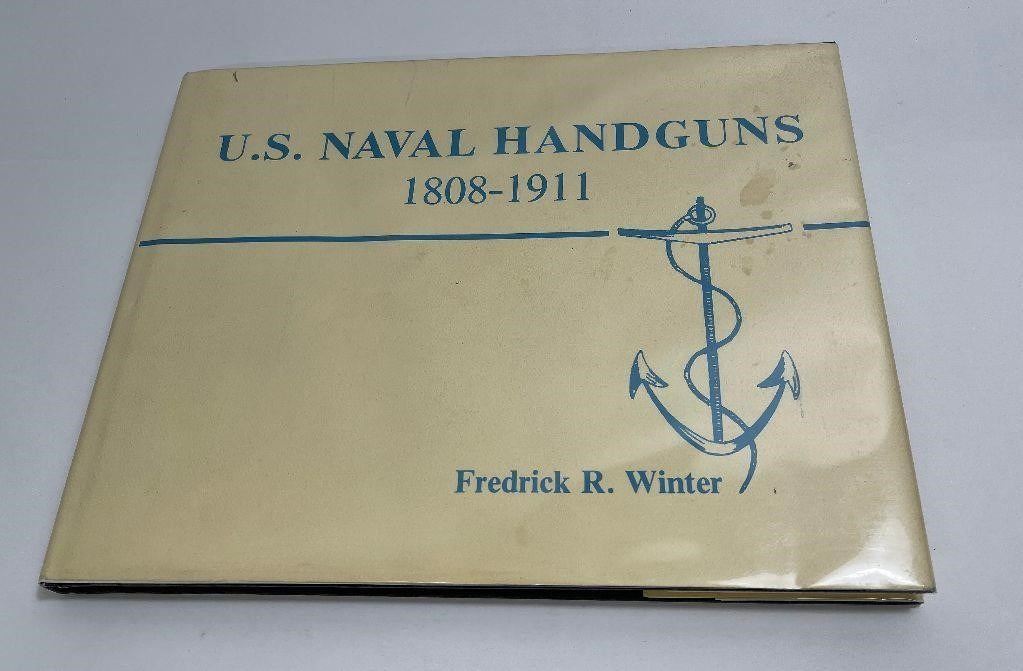 U.S. NAVAL HANDGUNS
1808-1911
Fredrick R. Winter